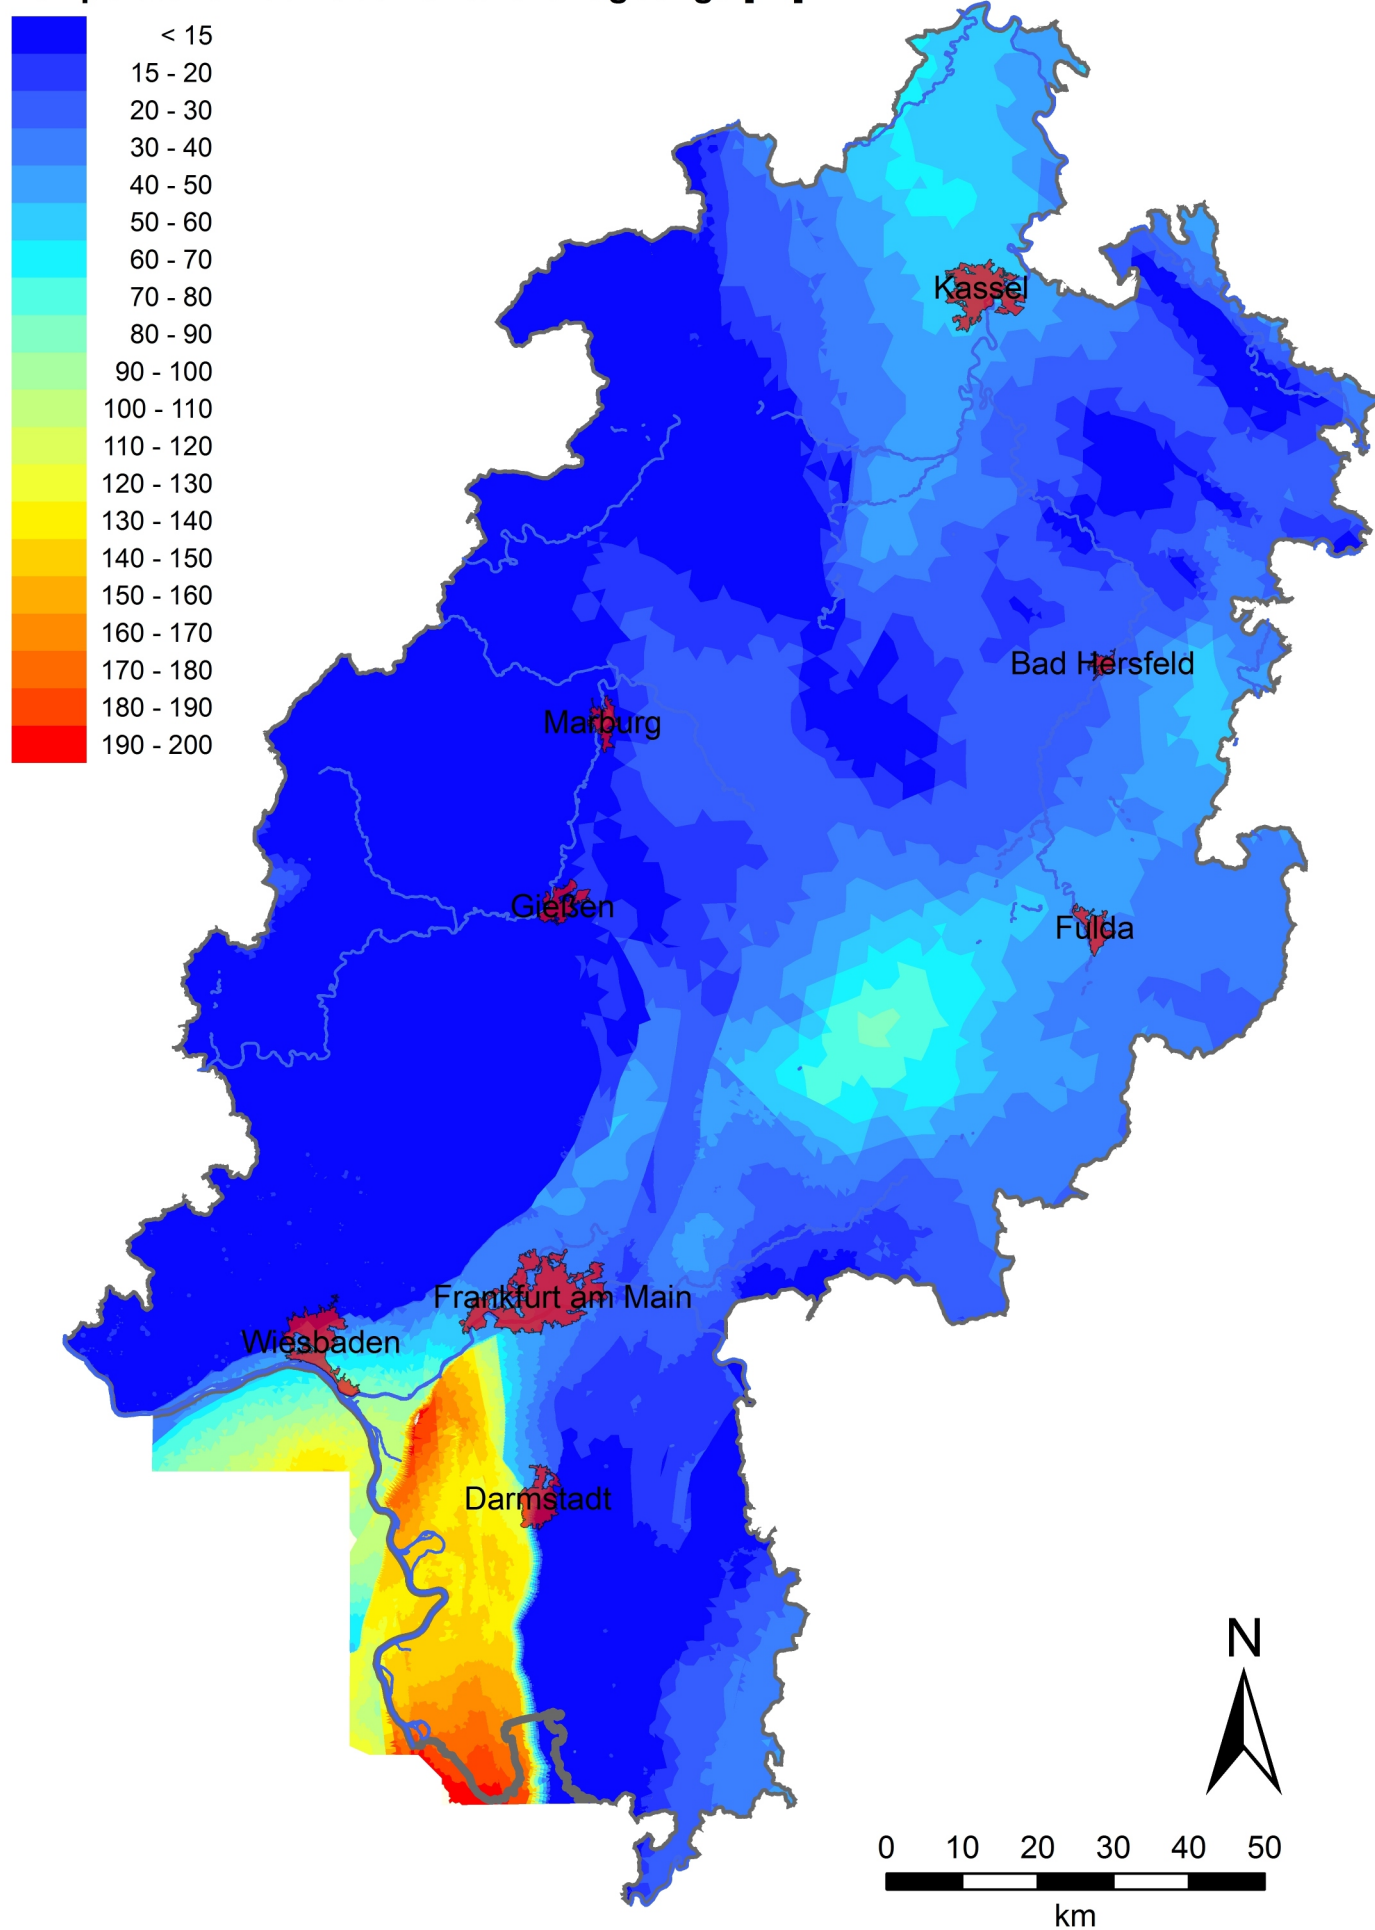 < 15
15 - 20
20 - 30
30 - 40
40 - 50
50 - 60
60 - 70
70 - 80
80 - 90
90 - 100
100 - 110
110 - 120
120 - 130
130 - 140
140 - 150
150 - 160
160 - 170
170 - 180
180 - 190
190 - 200
Kassel
Bad Hersfeld
Marburg
Gießen
Fulda
Frankfurt am Main
Wiesbaden
Darmstadt
N
0 10 20 30 40 50
km